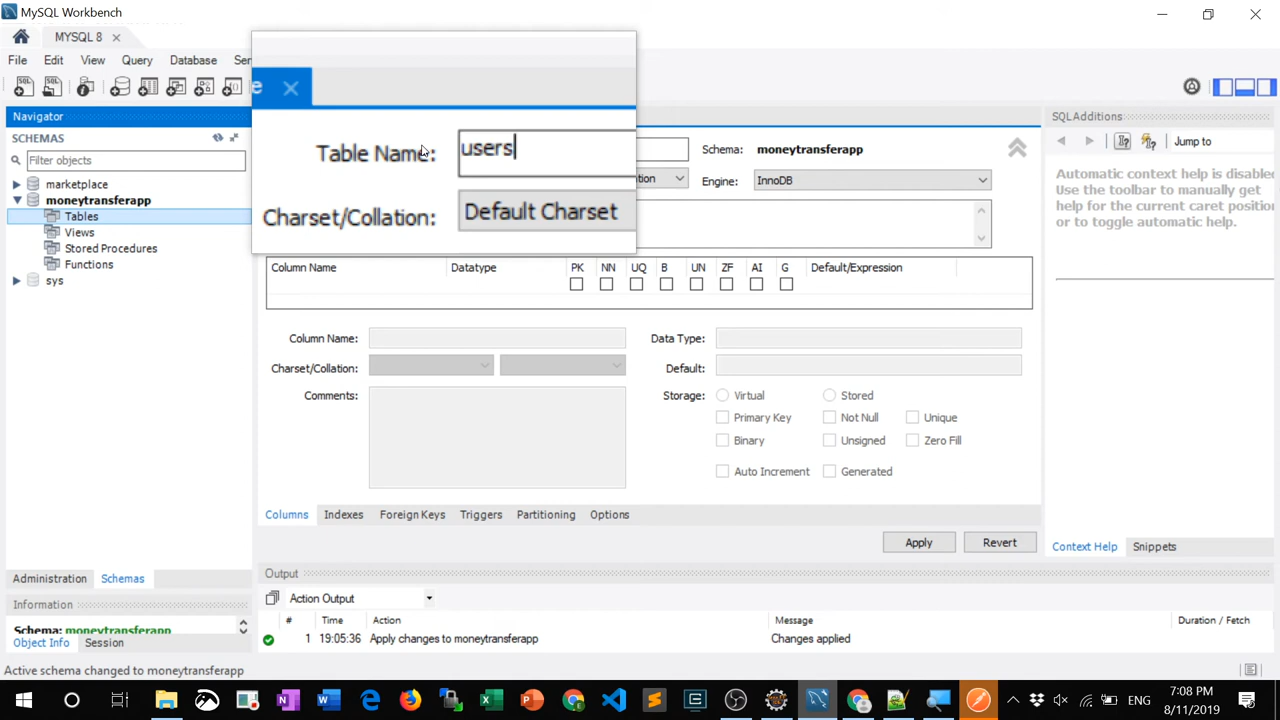 MySQL Workbench
MYSQL 8
File Edit View Query Database Ser
Navigator
SCHEMAS
Filter objects
marketplace
moneytransferapp
Tables
Views
Stored Procedures
Functions
sys
Administration Schemas
Information
Schema: moneytransferapp
Object Info Session
Table Name: users
Charset/Collation: Default Charset
Schema: moneytransferapp
Engine: InnoDB
Column Name Datatype PK NN UQ B UN ZF AI G Default/Expression
Column Name: Data Type:
Charset/Collation: Default:
Comments: Storage: Virtual Stored
Primary Key Not Null Unique
Binary Unsigned Zero Fill
Auto Increment Generated
Columns Indexes Foreign Keys Triggers Partitioning Options
Apply Revert
Output
Action Output
# Time Action Message Duration / Fetch
1 19:05:36 Apply changes to moneytransferapp Changes applied
SQLAdditions
Jump to
Automatic context help is disabled
Use the toolbar to manually get
help for the current caret position
or to toggle automatic help.
Context Help Snippets
Active schema changed to moneytransferapp
ENG
7:08 PM
8/11/2019